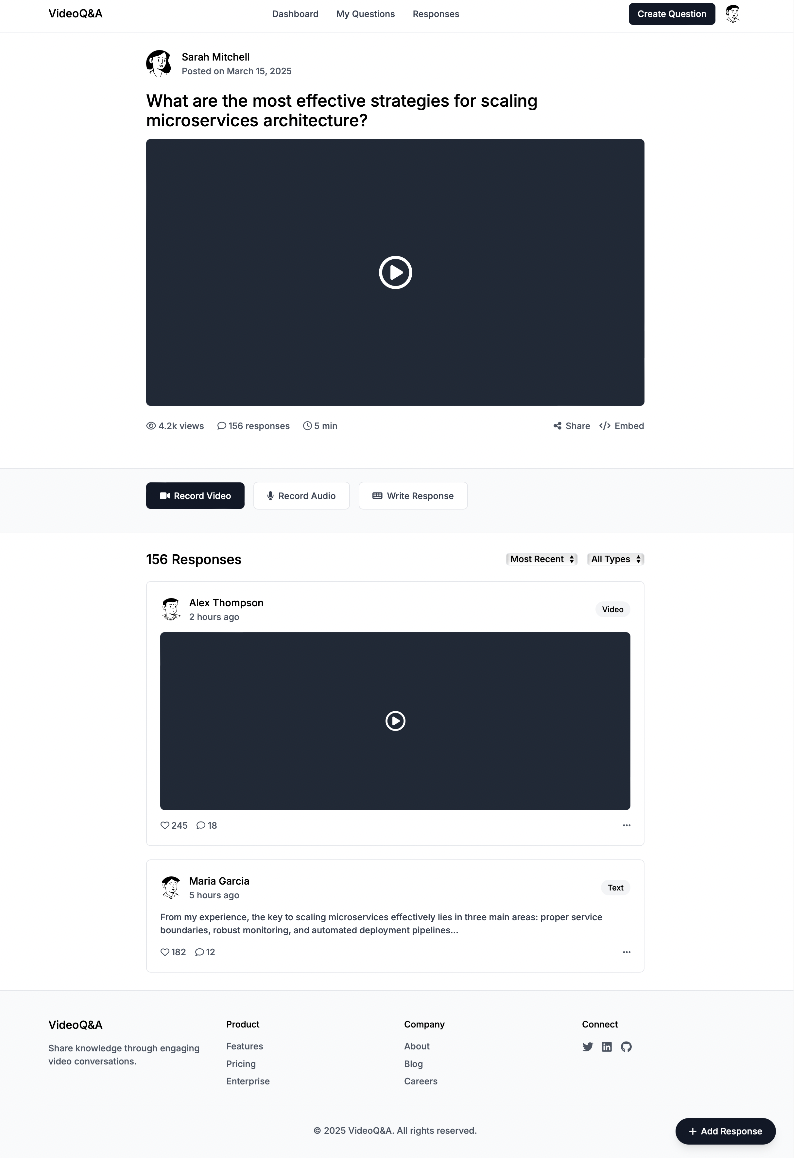 VideoQ&A
Dashboard My Questions Responses
Create Question
Sarah Mitchell
Posted on March 15, 2025
What are the most effective strategies for scaling
microservices architecture?
4.2k views 156 responses 5 min
Share </> Embed
Record Video Record Audio Write Response
156 Responses
Most Recent All Types
Alex Thompson
2 hours ago
Video
245 18
...
Maria Garcia
5 hours ago
Text
From my experience, the key to scaling microservices effectively lies in three main areas: proper service
boundaries, robust monitoring, and automated deployment pipelines...
182 12
...
VideoQ&A
Share knowledge through engaging
video conversations.
Product
Features
Pricing
Enterprise
Company
About
Blog
Careers
Connect
© 2025 VideoQ&A. All rights reserved.
+ Add Response